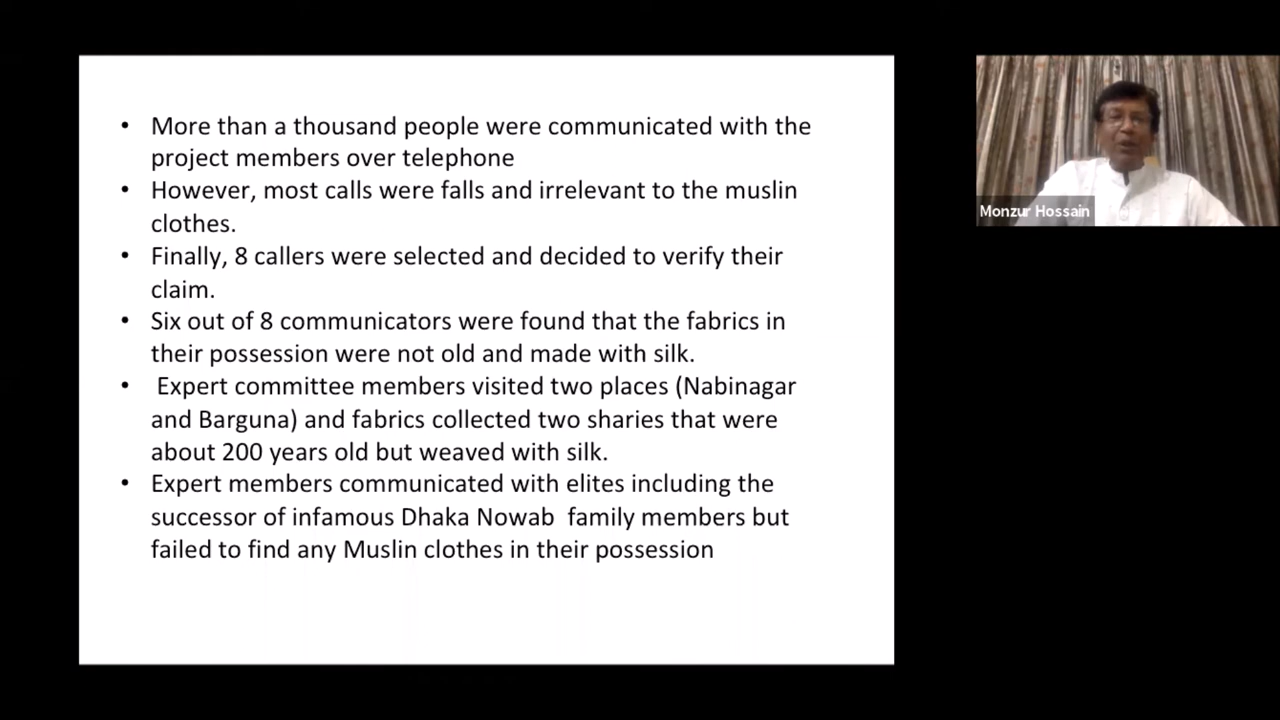 • More than a thousand people were communicated with the
project members over telephone
• However, most calls were falls and irrelevant to the muslin
clothes.
• Finally, 8 callers were selected and decided to verify their
claim.
• Six out of 8 communicators were found that the fabrics in
their possession were not old and made with silk.
• Expert committee members visited two places (Nabinagar
and Barguna) and fabrics collected two sharies that were
about 200 years old but weaved with silk.
• Expert members communicated with elites including the
successor of infamous Dhaka Nowab family members but
failed to find any Muslin clothes in their possession
Monzur Hossain